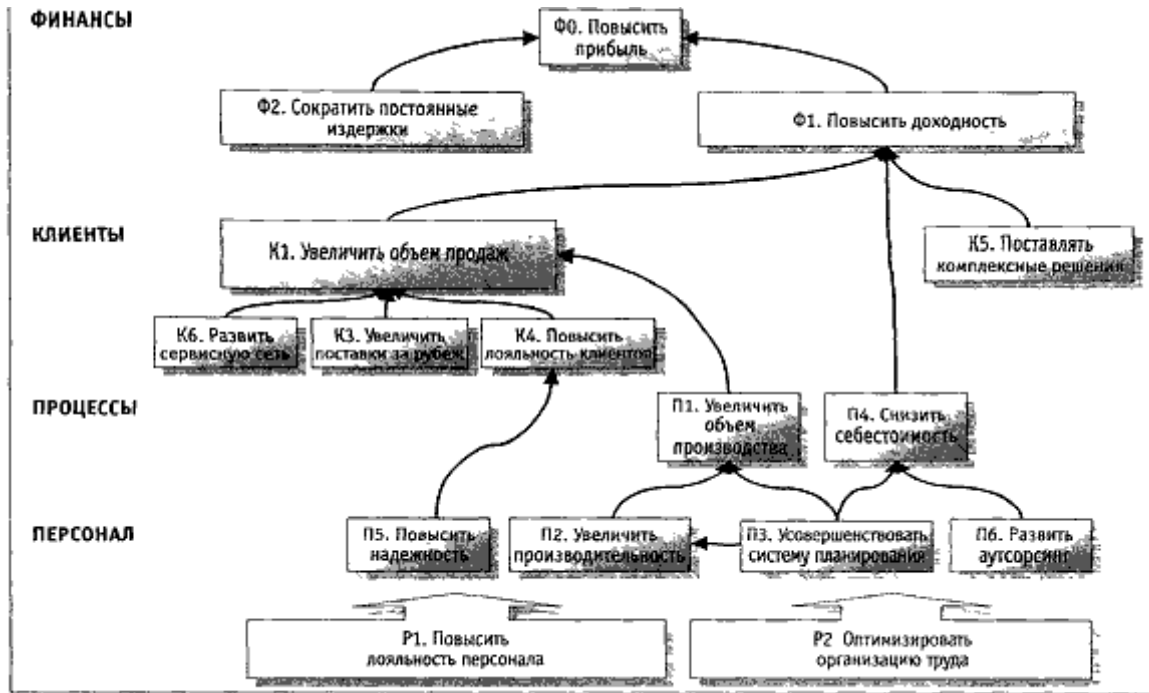 ФИНАНСЫ
Ф0. Повысить
прибыль
Ф2. Сократить постоянные
издержки
Ф1. Повысить доходность
КЛИЕНТЫ
К1. Увеличить объем продаж
К5. Поставлять
комплексные решения
К6. Развить
сервисную сеть
К3. Увеличить
поставки за рубеж
К4. Повысить
лояльность клиентов
ПРОЦЕССЫ
П1. Увеличить
объем
производства
П4. Снизить
себестоимость
ПЕРСОНАЛ
П5. Повысить
надежность
П2. Увеличить
производительность
П3. Усовершенствовать
систему планирования
П6. Развить
аутсорсинг
Р1. Повысить
лояльность персонала
Р2 Оптимизировать
организацию труда